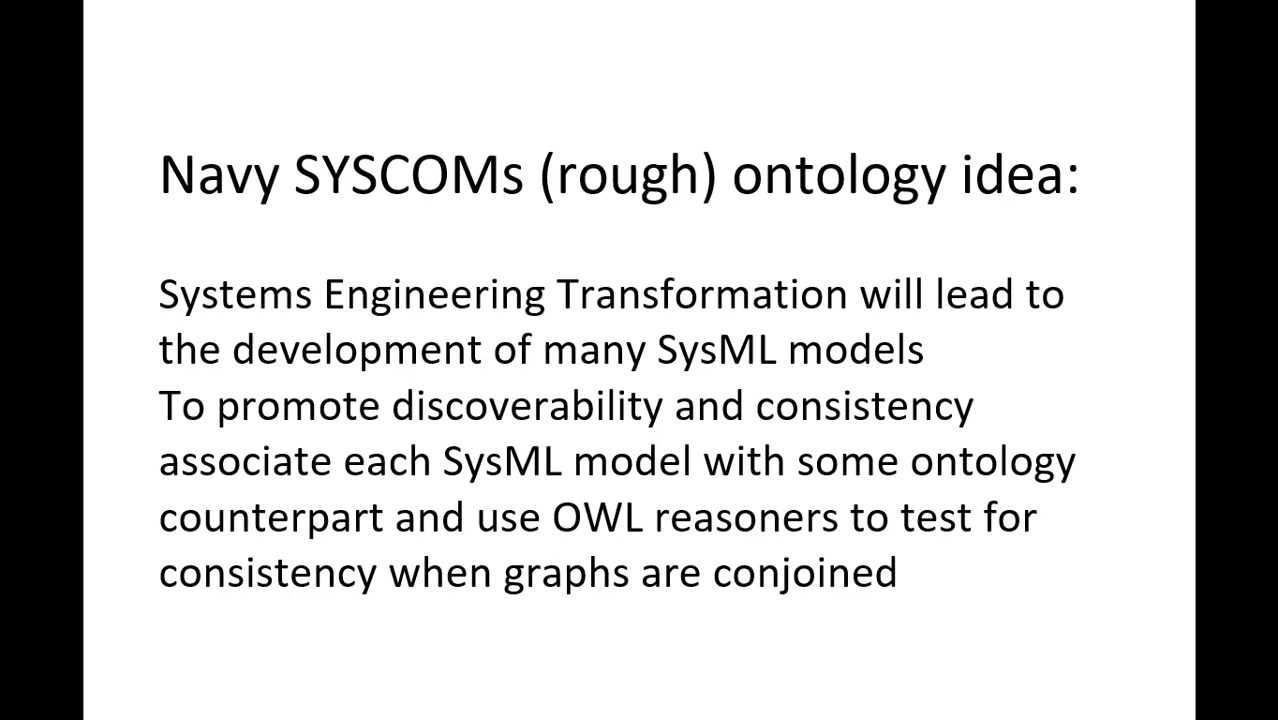 Navy SYSCOMs (rough) ontology idea:
Systems Engineering Transformation will lead to
the development of many SysML models
To promote discoverability and consistency
associate each SysML model with some ontology
counterpart and use OWL reasoners to test for
consistency when graphs are conjoined